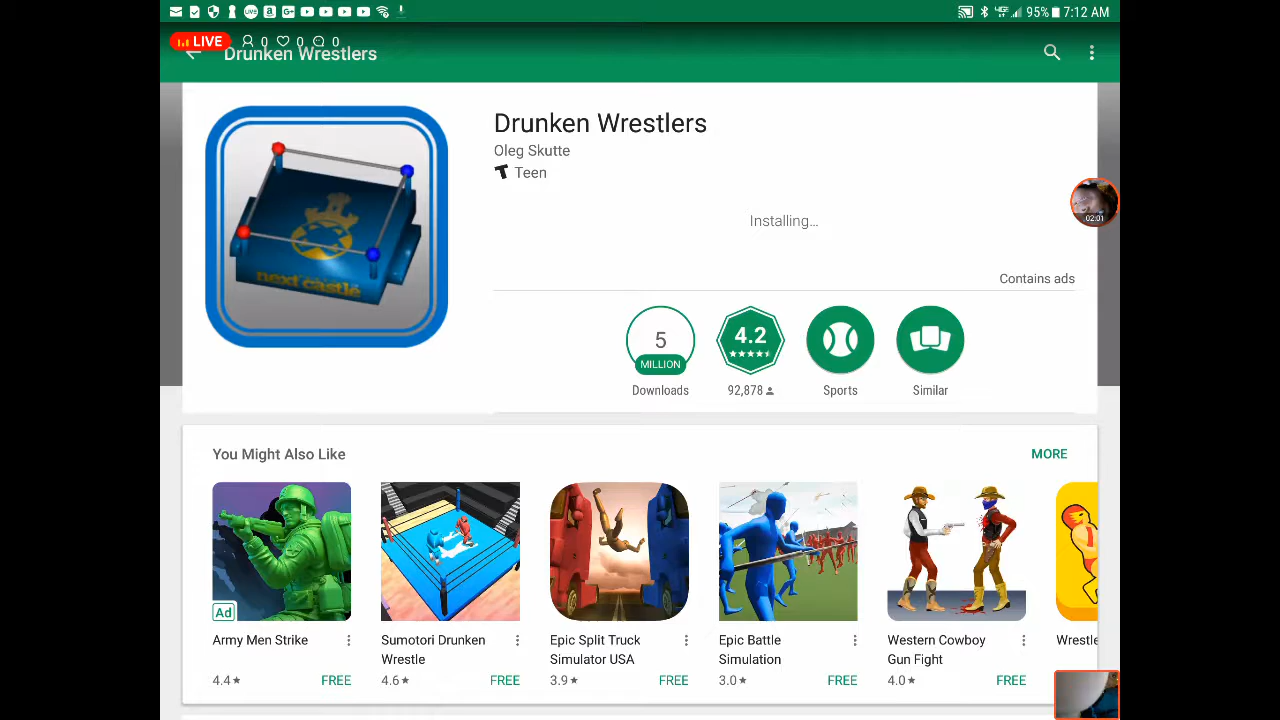 95% 7:12 AM
LIVE 0 0 0
Drunken Wrestlers
Drunken Wrestlers
Oleg Skutte
Teen
Installing...
02:01
next castle
Contains ads
5
MILLION
4.2
Downloads
92,878
Sports
Similar
You Might Also Like
MORE
Ad
Army Men Strike
Sumotori Drunken
Wrestle
Epic Split Truck
Simulator USA
Epic Battle
Simulation
Western Cowboy
Gun Fight
Wrestle
4.4
FREE
4.6
FREE
3.9
FREE
3.0
FREE
4.0
FREE